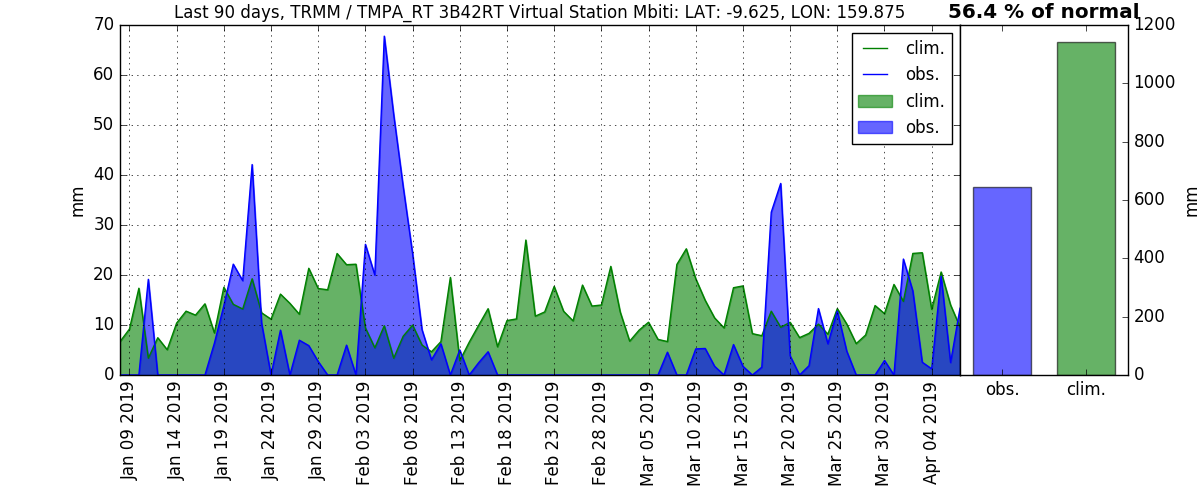 Last 90 days, TRMM / TMPA_RT 3B42RT Virtual Station Mbiti: LAT: -9.625, LON: 159.875
56.4 % of normal
70
60
50
40
30
20
10
0
mm
clim.
obs.
clim.
obs.
1200
1000
800
600
400
200
0
mm
Jan 09 2019
Jan 14 2019
Jan 19 2019
Jan 24 2019
Jan 29 2019
Feb 03 2019
Feb 08 2019
Feb 13 2019
Feb 18 2019
Feb 23 2019
Feb 28 2019
Mar 05 2019
Mar 10 2019
Mar 15 2019
Mar 20 2019
Mar 25 2019
Mar 30 2019
Apr 04 2019
obs.
clim.